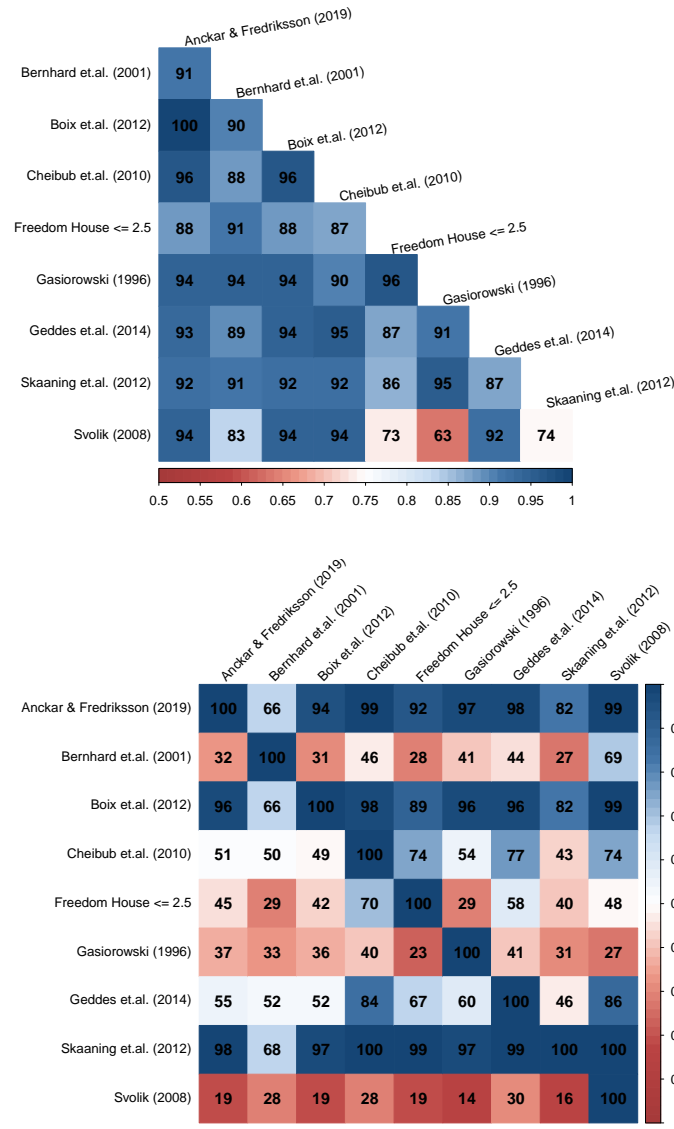 Anckar & Fredriksson (2019)
Bernhard et.al. (2001) 91 Bernhard et.al. (2001)
Boix et.al. (2012) 100 90 Boix et.al. (2012)
Cheibub et.al. (2010) 96 88 96 Cheibub et.al. (2010)
Freedom House <= 2.5 88 91 88 87 Freedom House <= 2.5
Gasiorowski (1996) 94 94 94 90 96 Gasiorowski (1996)
Geddes et.al. (2014) 93 89 94 95 87 91 Geddes et.al. (2014)
Skaaning et.al. (2012) 92 91 92 92 86 95 87 Skaaning et.al. (2012)
Svolik (2008) 94 83 94 94 73 63 92 74
0.5 0.55 0.6 0.65 0.7 0.75 0.8 0.85 0.9 0.95 1
Anckar & Fredriksson (2019) Bernhard et.al. (2001) Boix et.al. (2012) Cheibub et.al. (2010) Freedom House <= 2.5 Gasiorowski (1996) Geddes et.al. (2014) Skaaning et.al. (2012) Svolik (2008)
Anckar & Fredriksson (2019) 100 66 94 99 92 97 98 82 99
Bernhard et.al. (2001) 32 100 31 46 28 41 44 27 69
Boix et.al. (2012) 96 66 100 98 89 96 96 82 99
Cheibub et.al. (2010) 51 50 49 100 74 54 77 43 74
Freedom House <= 2.5 45 29 42 70 100 29 58 40 48
Gasiorowski (1996) 37 33 36 40 23 100 41 31 27
Geddes et.al. (2014) 55 52 52 84 67 60 100 46 86
Skaaning et.al. (2012) 98 68 97 100 99 97 99 100 100
Svolik (2008) 19 28 19 28 19 14 30 16 100